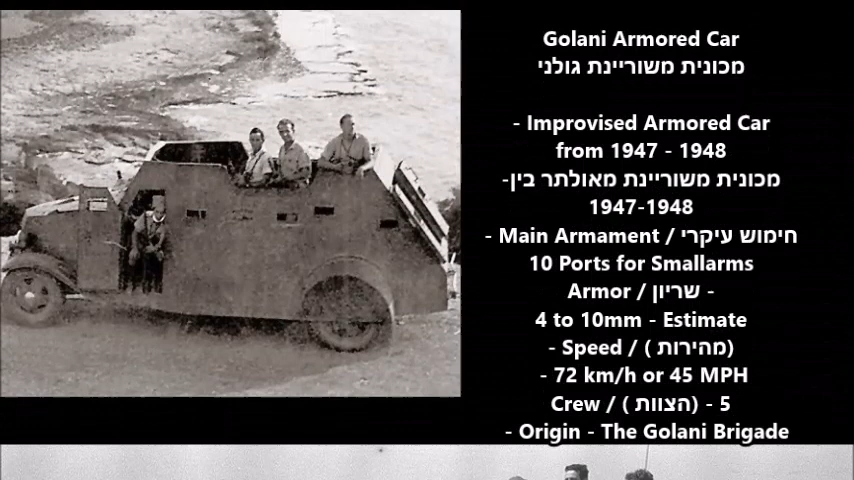 Golani Armored Car
מכונית משוריינת גולני
- Improvised Armored Car
from 1947 - 1948
-מכונית משוריינת מאולתר בין
1947-1948
- Main Armament / חימוש עיקרי
10 Ports for Smallarms
Armor / שריון -
4 to 10mm - Estimate
- Speed / ( מהירות)
- 72 km/h or 45 MPH
Crew / ( הצוות) - 5
- Origin - The Golani Brigade